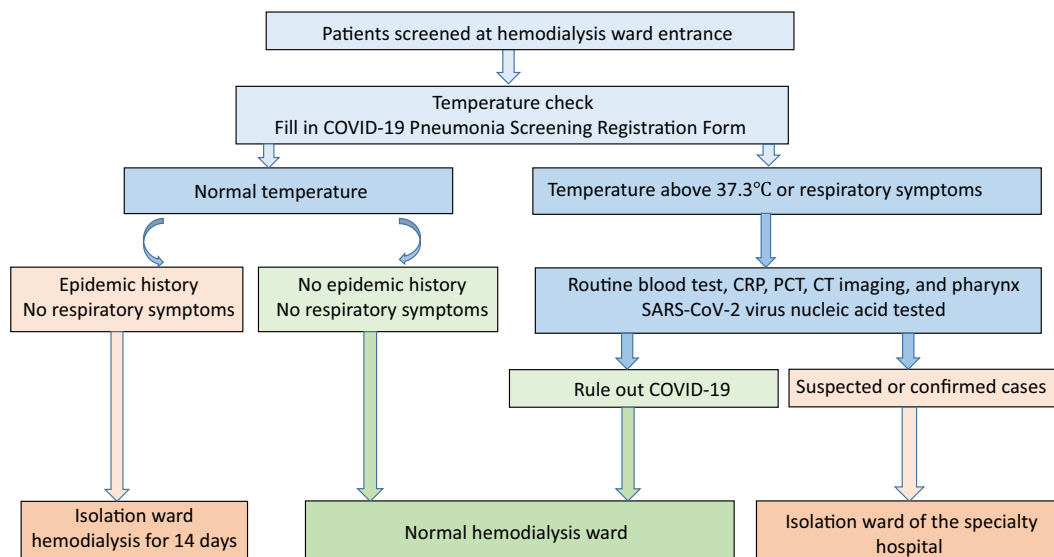 Patients screened at hemodialysis ward entrance
Temperature check
Fill in COVID-19 Pneumonia Screening Registration Form
Normal temperature
Temperature above 37.3℃ or respiratory symptoms
Epidemic history
No respiratory symptoms
No epidemic history
No respiratory symptoms
Routine blood test, CRP, PCT, CT imaging, and pharynx
SARS-CoV-2 virus nucleic acid tested
Rule out COVID-19
Suspected or confirmed cases
Isolation ward
hemodialysis for 14 days
Normal hemodialysis ward
Isolation ward of the specialty
hospital